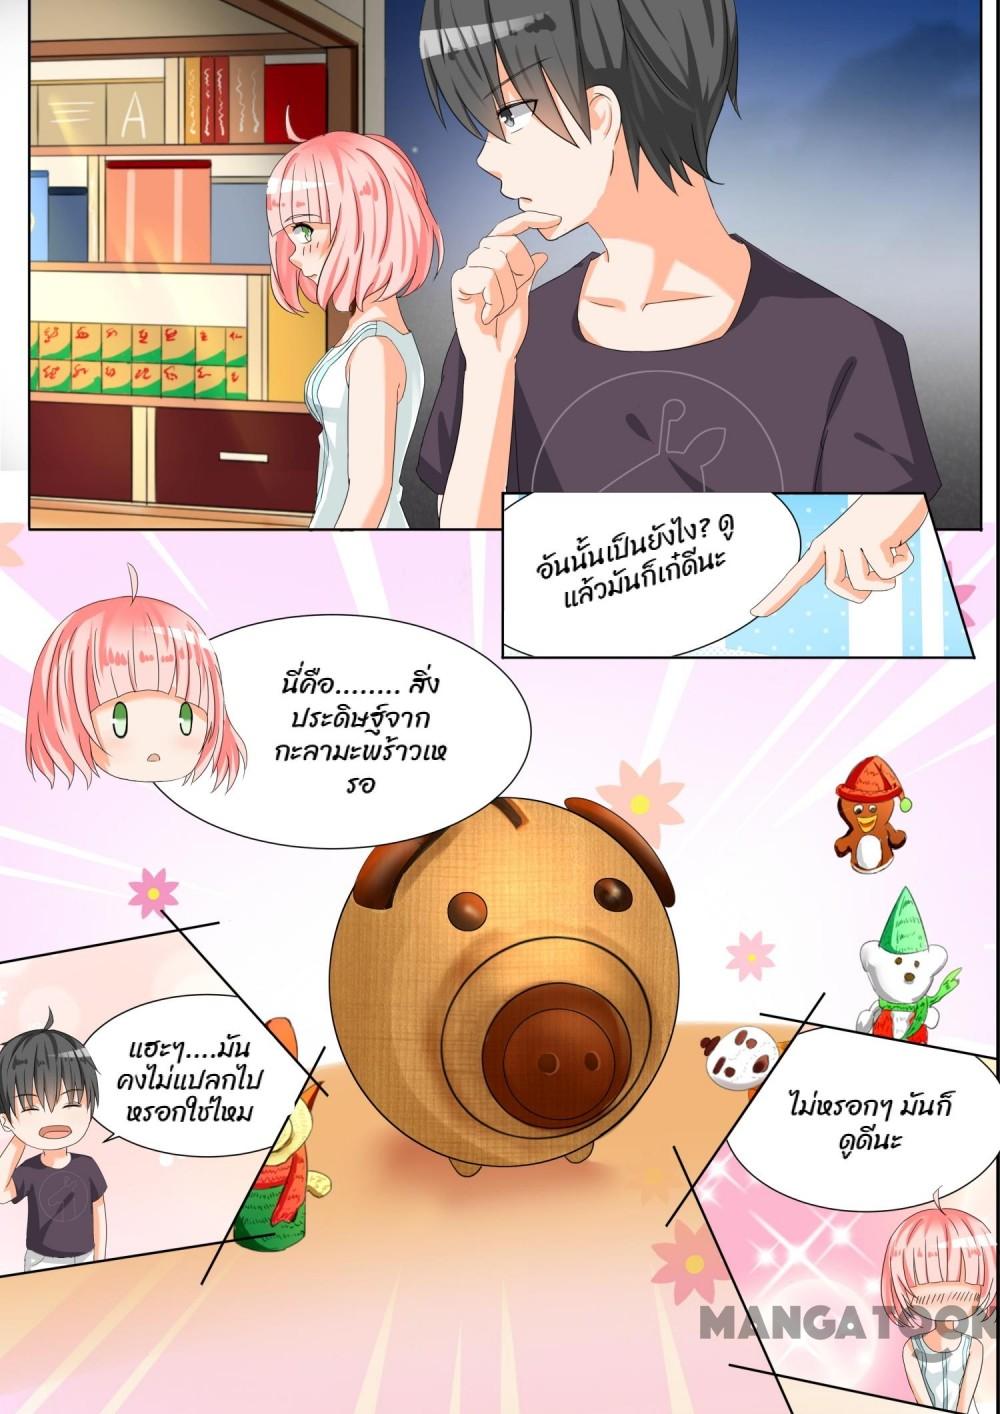 A
อันนั้นเป็นยังไง? ดู
แล้วมันก็เก๋ดีนะ
นี่คือ........ สิ่ง
ประดิษฐ์จาก
กะลามะพร้าวเห
รอ
แฮะๆ....มัน
คงไม่แปลกไป
หรอกใช่ไหม
ไม่หรอกๆ มันก็
ดูดีนะ
MANGATOON